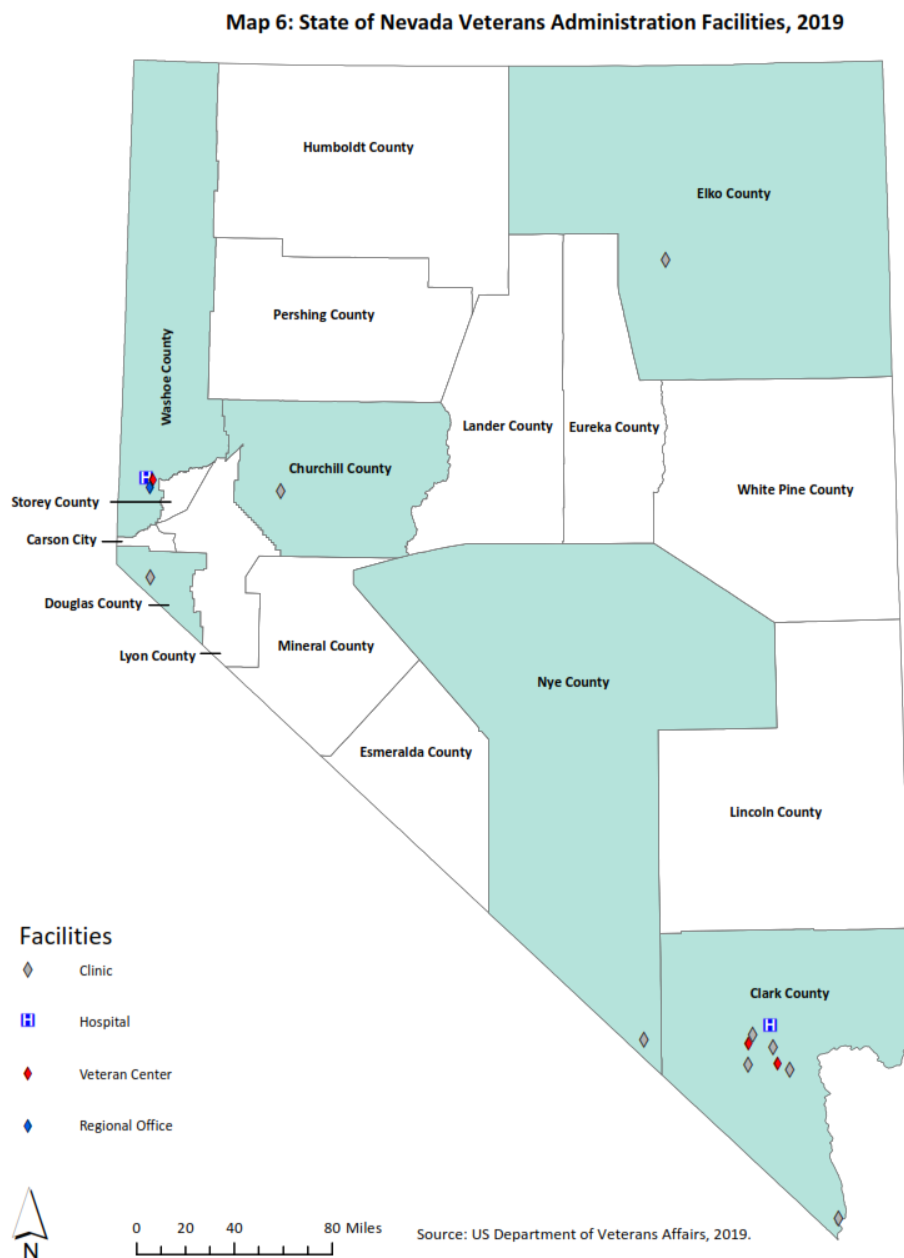 Map 6: State of Nevada Veterans Administration Facilities, 2019
Humboldt County
Elko County
Pershing County
Washoe County
Lander County
Eureka County
Churchill County
White Pine County
Storey County
Carson City
Douglas County
Lyon County
Mineral County
Nye County
Esmeralda County
Lincoln County
Clark County
H
H
Facilities
Clinic
H Hospital
Veteran Center
Regional Office
N
0 20 40 80 Miles
Source: US Department of Veterans Affairs, 2019.